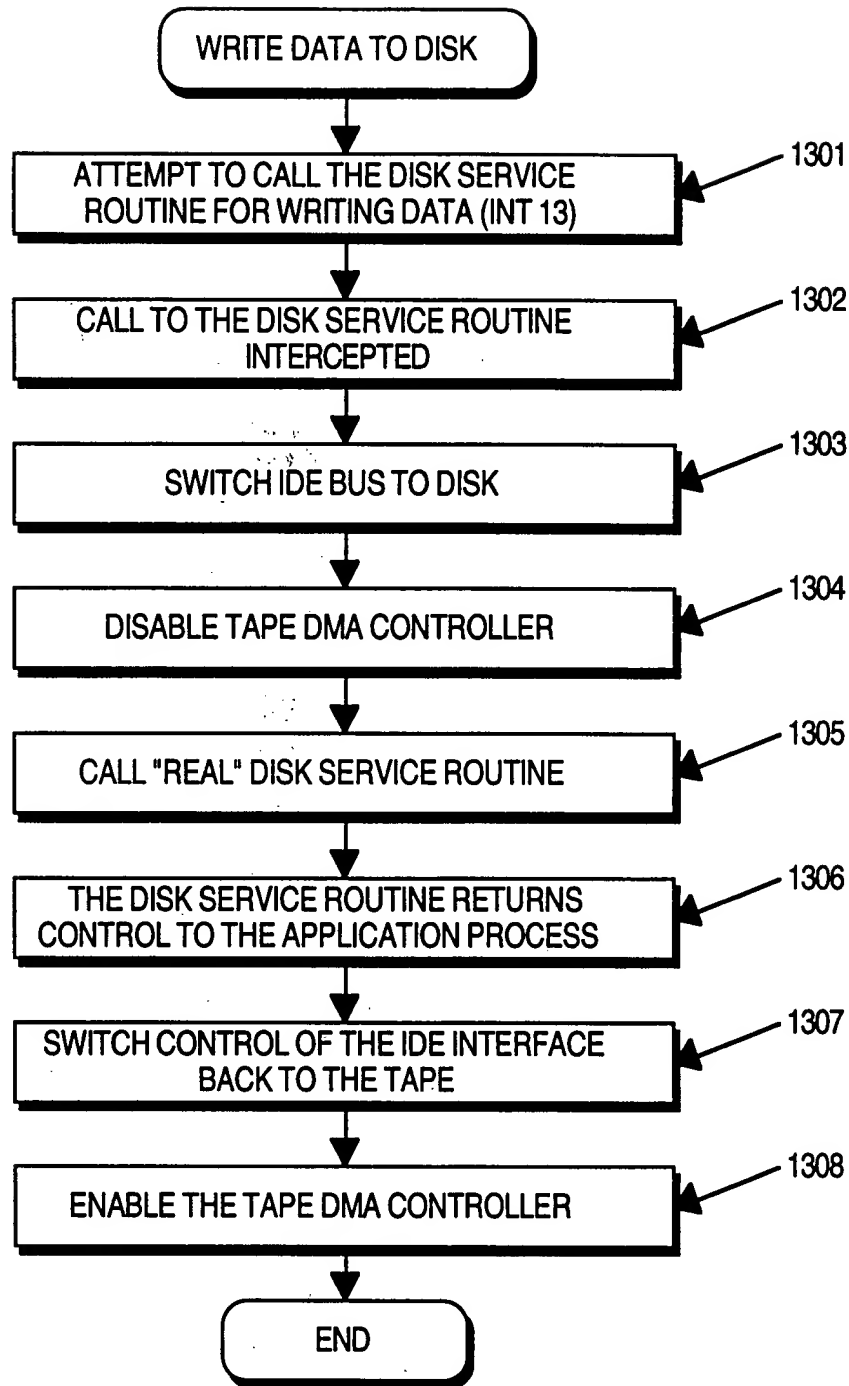 WRITE DATA TO DISK
1301
ATTEMPT TO CALL THE DISK SERVICE
ROUTINE FOR WRITING DATA (INT 13)
1302
CALL TO THE DISK SERVICE ROUTINE
INTERCEPTED
1303
SWITCH IDE BUS TO DISK
1304
DISABLE TAPE DMA CONTROLLER
1305
CALL "REAL" DISK SERVICE ROUTINE
1306
THE DISK SERVICE ROUTINE RETURNS
CONTROL TO THE APPLICATION PROCESS
1307
SWITCH CONTROL OF THE IDE INTERFACE
BACK TO THE TAPE
1308
ENABLE THE TAPE DMA CONTROLLER
END